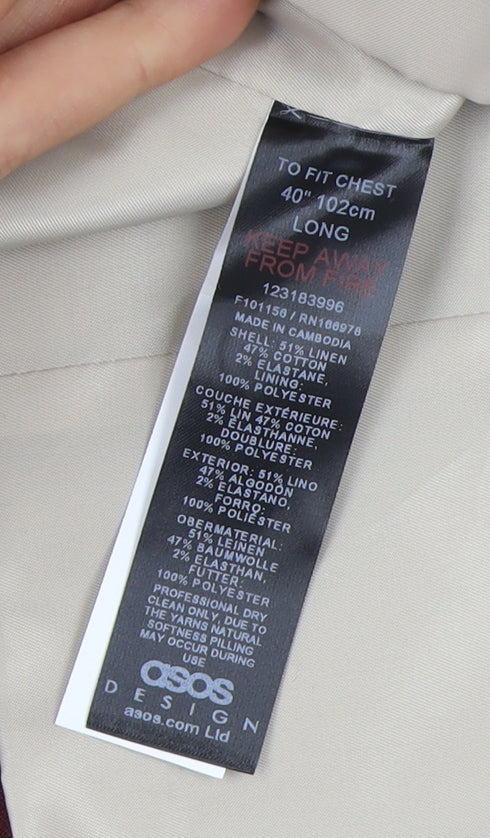 TO FIT CHEST
40" 102cm
LONG
KEEP AWAY
FROM FIRE
123183996
F101156 / RN166978
MADE IN CAMBODIA
SHELL: 51% LINEN
47% COTTON
2% ELASTANE,
LINING:
100% POLYESTER
COUCHE EXTÉRIEURE:
51% LIN 47% COTON
2% ÉLASTHANNE,
DOUBLURE:
100% POLYESTER
EXTERIOR: 51% LINO
47% ALGODÓN
2% ELASTANO,
FORRO:
100% POLIÉSTER
OBERMATERIAL:
51% LEINEN
47% BAUMWOLLE
2% ELASTHAN,
FUTTER:
100% POLYESTER
PROFESSIONAL DRY
CLEAN ONLY, DUE TO
THE YARNS NATURAL
SOFTNESS PILLING
MAY OCCUR DURING
USE
asos
DESIGN
asos.com Ltd